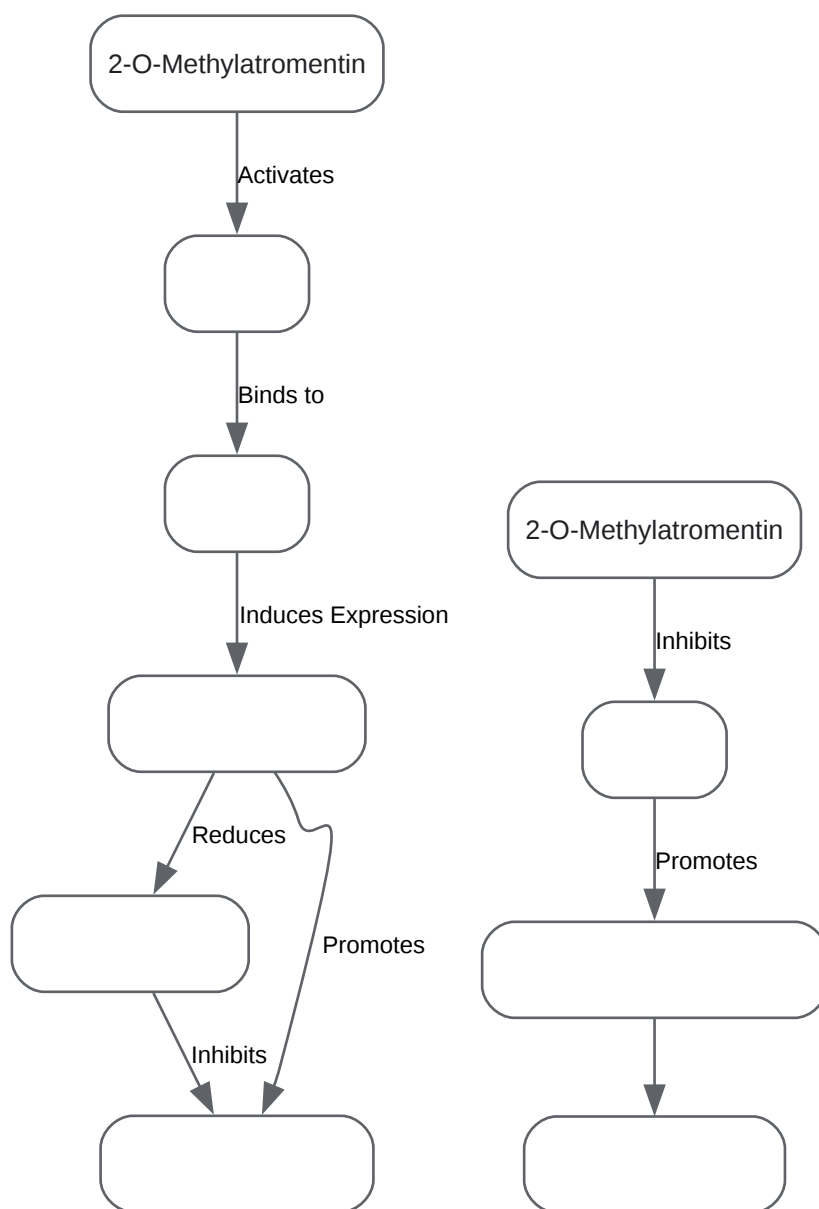 2-O-Methylatromentin
Activates
Binds to
Induces Expression
Reduces
Promotes
Inhibits
2-O-Methylatromentin
Inhibits
Promotes